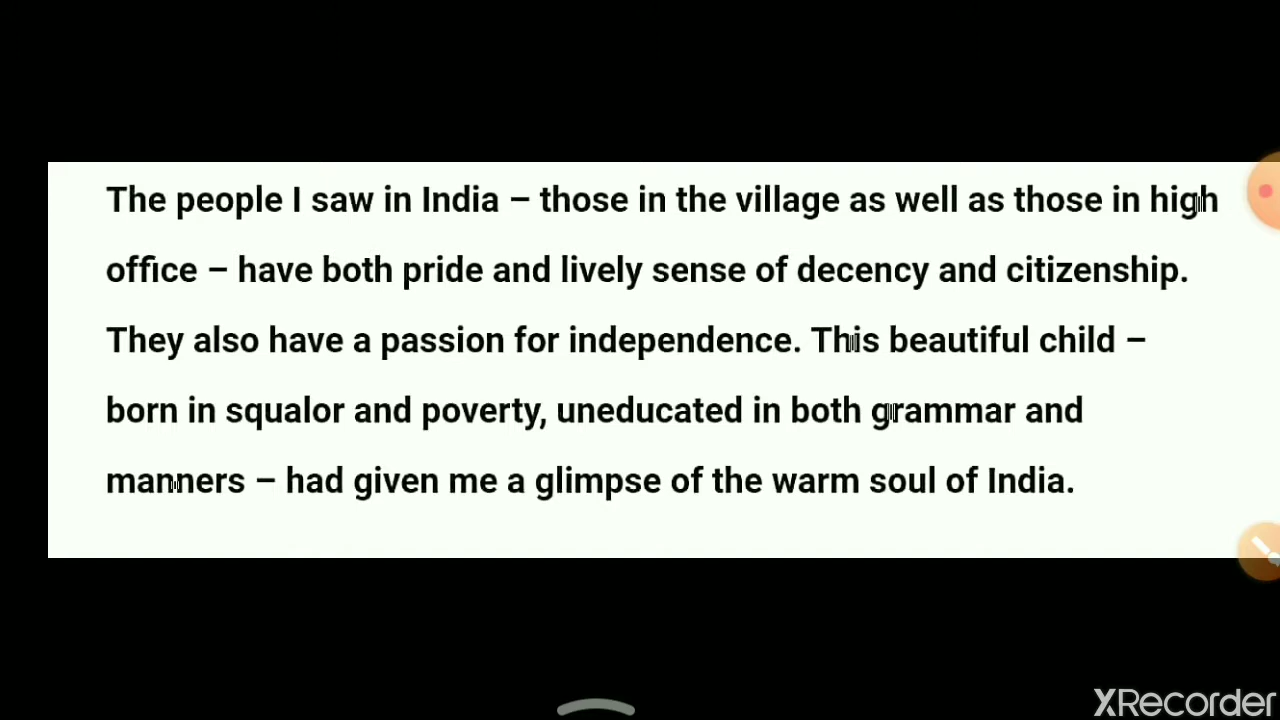 The people I saw in India – those in the village as well as those in high
office – have both pride and lively sense of decency and citizenship.
They also have a passion for independence. This beautiful child –
born in squalor and poverty, uneducated in both grammar and
manners – had given me a glimpse of the warm soul of India.
XRecorder